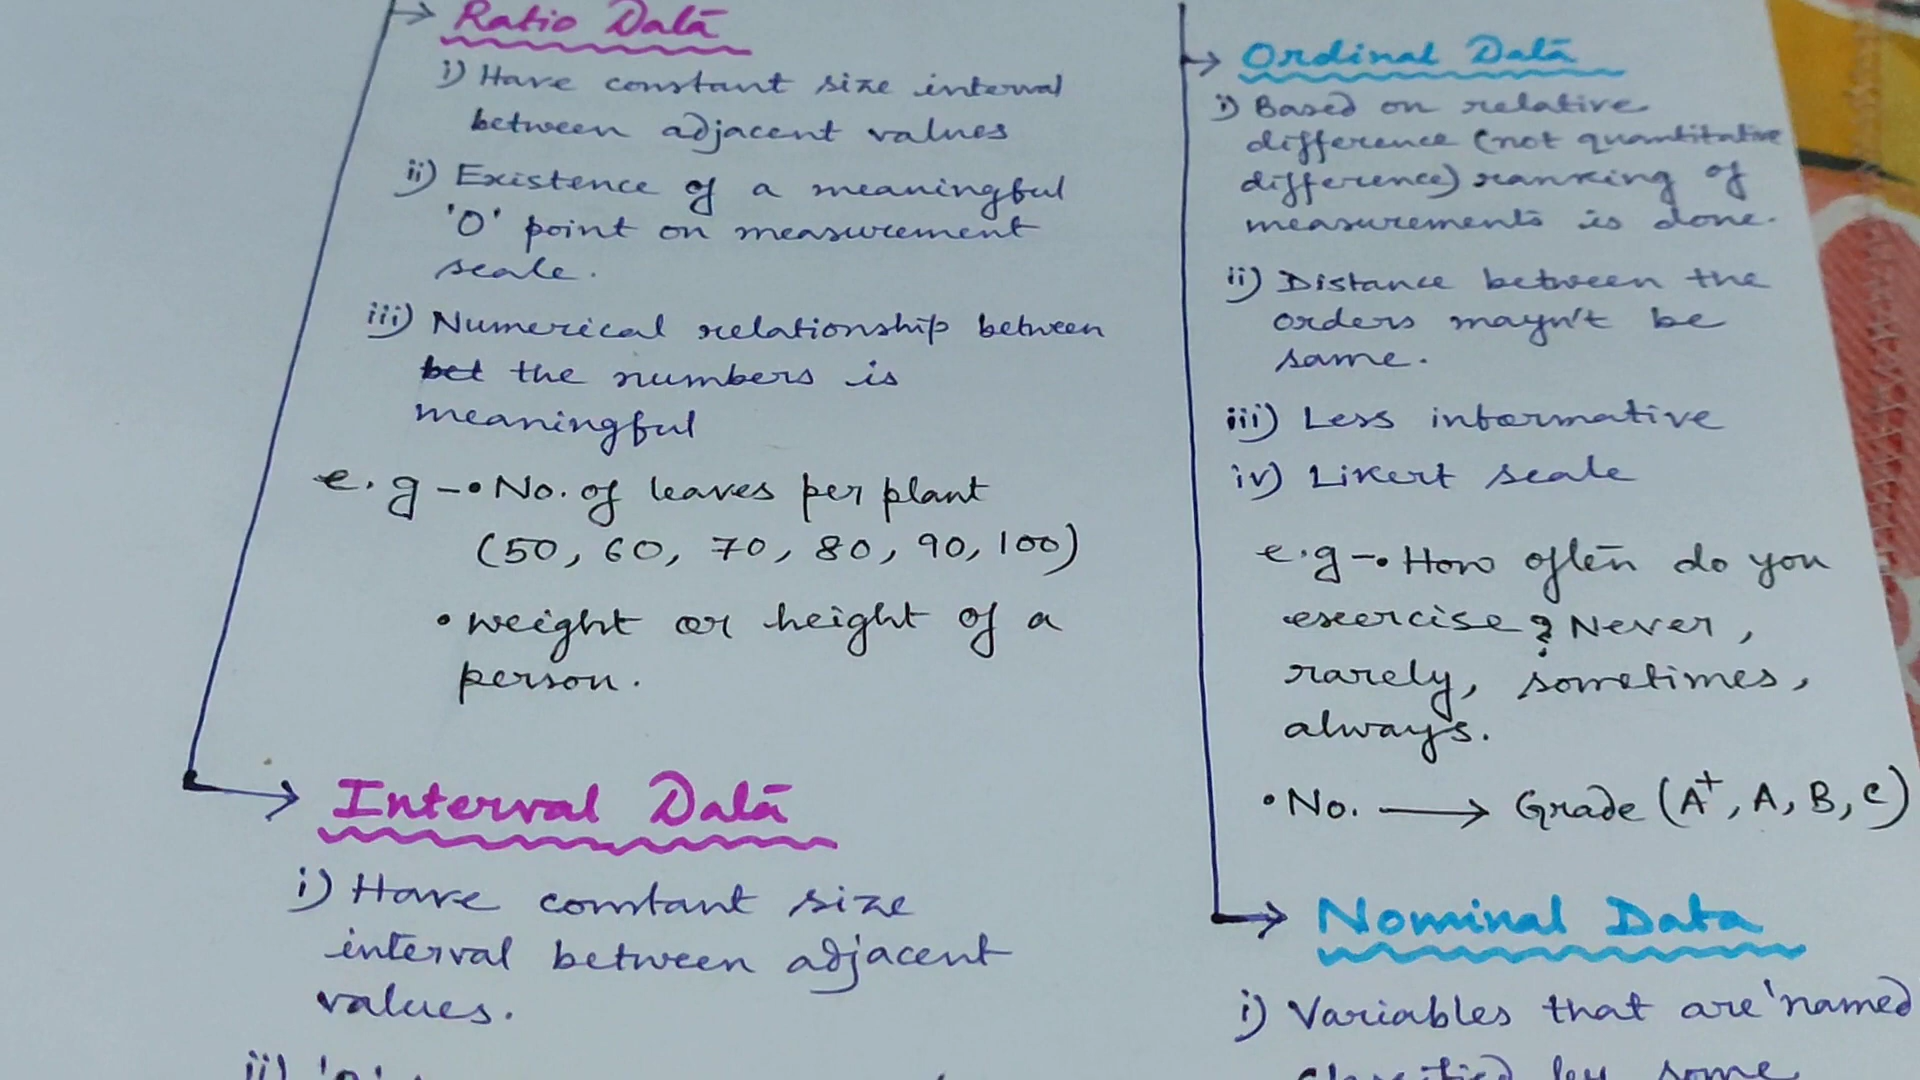 Ratio Data
i) Have constant size interval
between adjacent values
ii) Existence of a meaningful
'0' point on measurement
scale.
iii) Numerical relationship between
bet the numbers is
meaningful
e.g - • No. of leaves per plant
(50, 60, 70, 80, 90, 100)
• weight or height of a
person.
Interval Data
i) Have constant size
interval between adjacent
values.
ii) '0'
Ordinal Data
i) Based on relative
difference (not quantitative
difference) ranking of
measurements is done.
ii) Distance between the
orders mayn't be
same.
iii) Less informative
iv) Likert scale
e.g - • How often do you
exercise? Never,
rarely, sometimes,
always.
• No. → Grade (A+, A, B, C)
Nominal Data
i) Variables that are 'named
classified by some